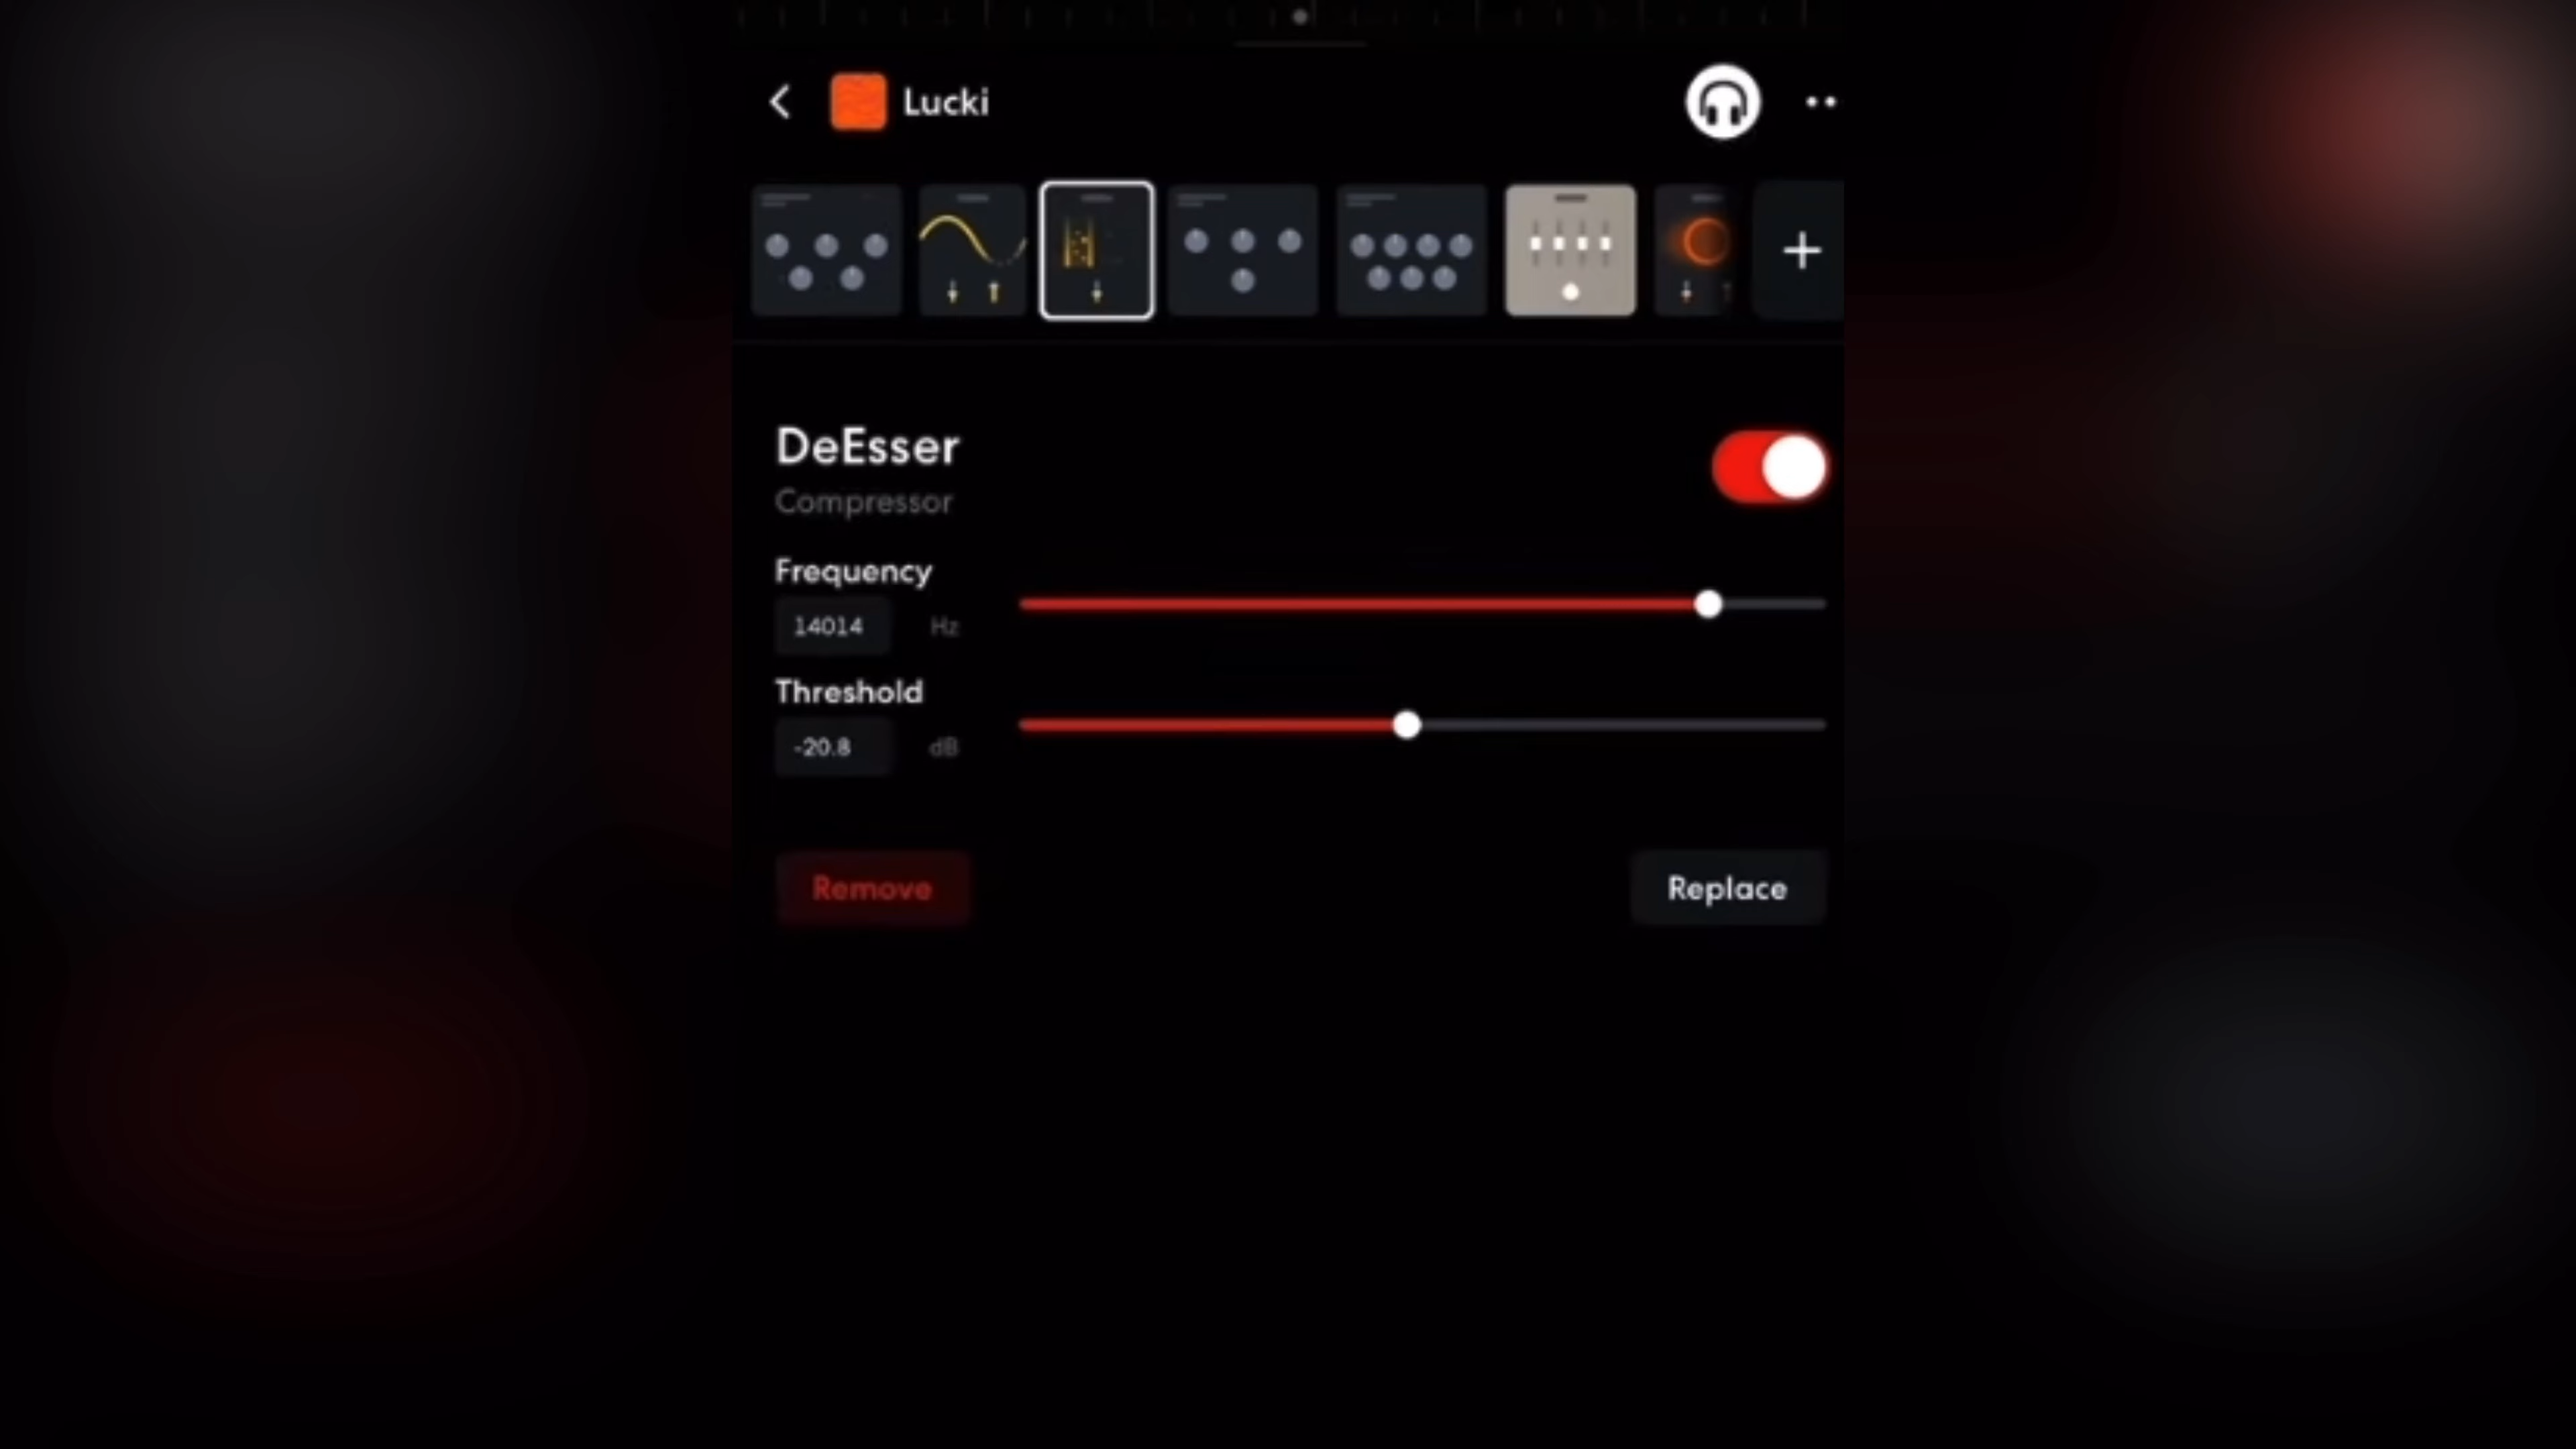 Lucki
DeEsser
Compressor
Frequency
14014 Hz
Threshold
-20.8 dB
Remove
Replace